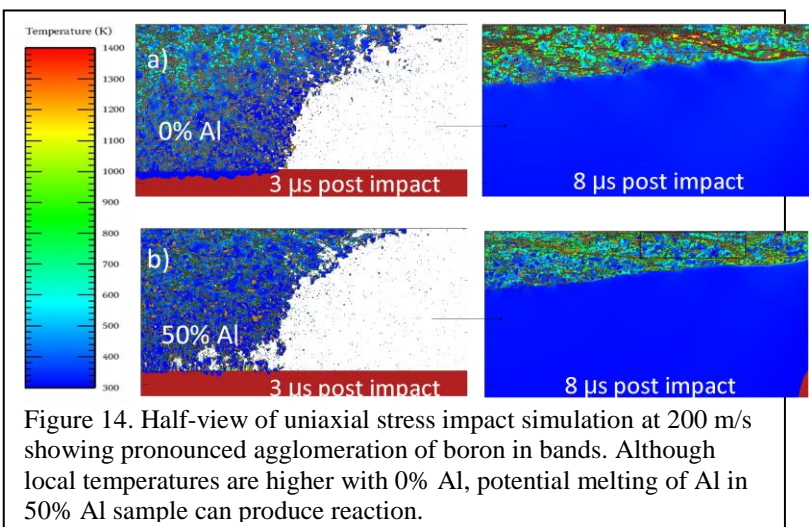 Temperature (K)
1400
1300
1200
1100
1000
900
800
700
600
500
400
300
a)
0% Al
3 μs post impact
8 μs post impact
b)
50% Al
3 μs post impact
8 μs post impact
Figure 14. Half-view of uniaxial stress impact simulation at 200 m/s
showing pronounced agglomeration of boron in bands. Although
local temperatures are higher with 0% Al, potential melting of Al in
50% Al sample can produce reaction.